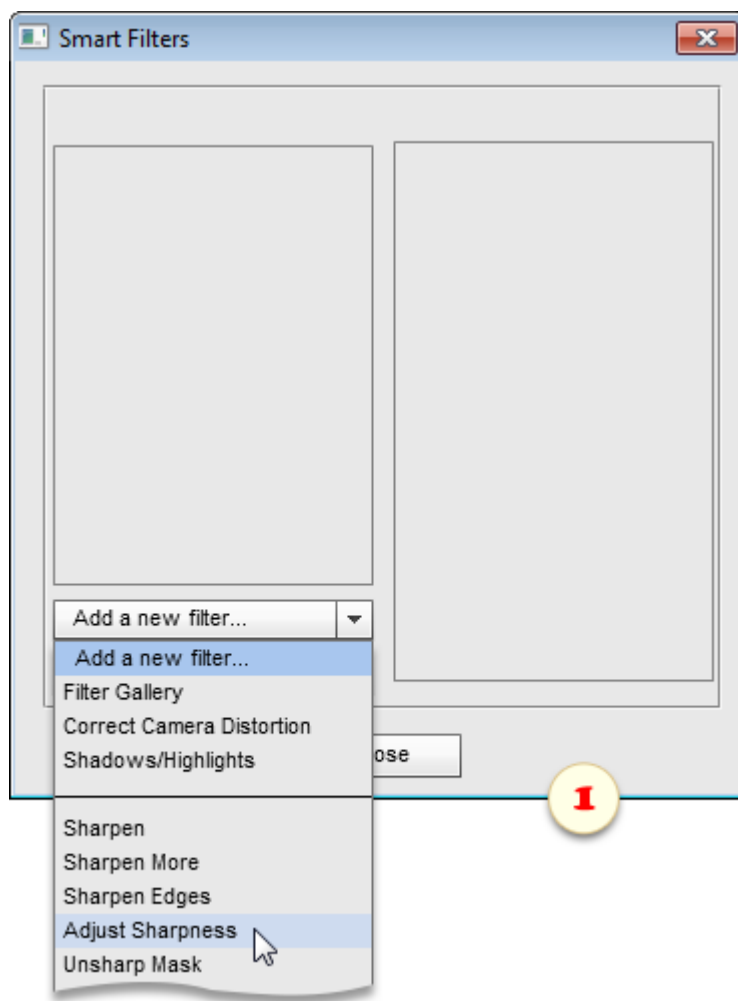 Smart Filters
Add a new filter...
Add a new filter...
Filter Gallery
Correct Camera Distortion
Shadows/Highlights
ose
1
Sharpen
Sharpen More
Sharpen Edges
Adjust Sharpness
Unsharp Mask